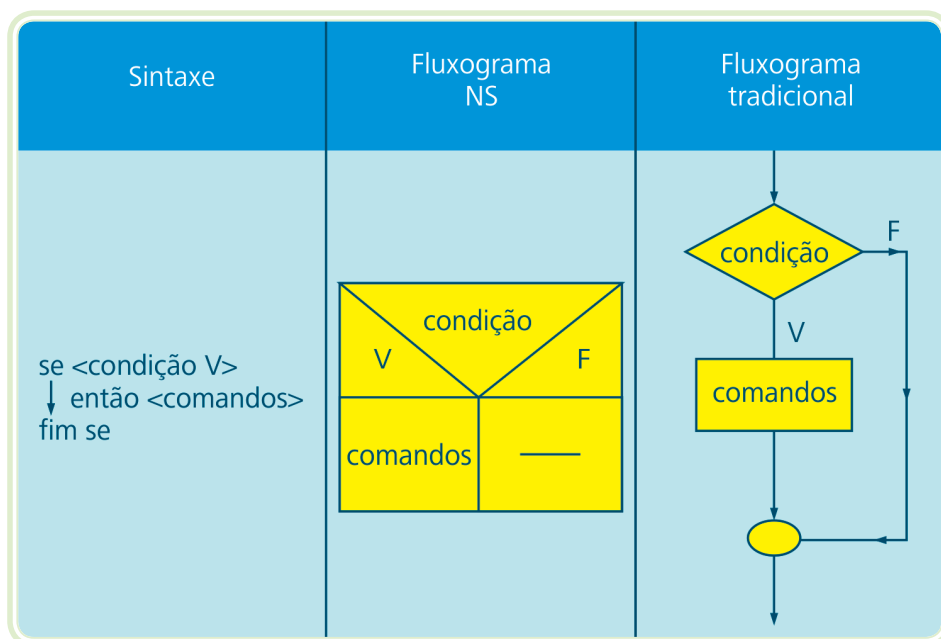 Sintaxe
Fluxograma
NS
Fluxograma
tradicional
se <condição V>
então <comandos>
fim se
condição
V
F
comandos
condição
F
V
comandos